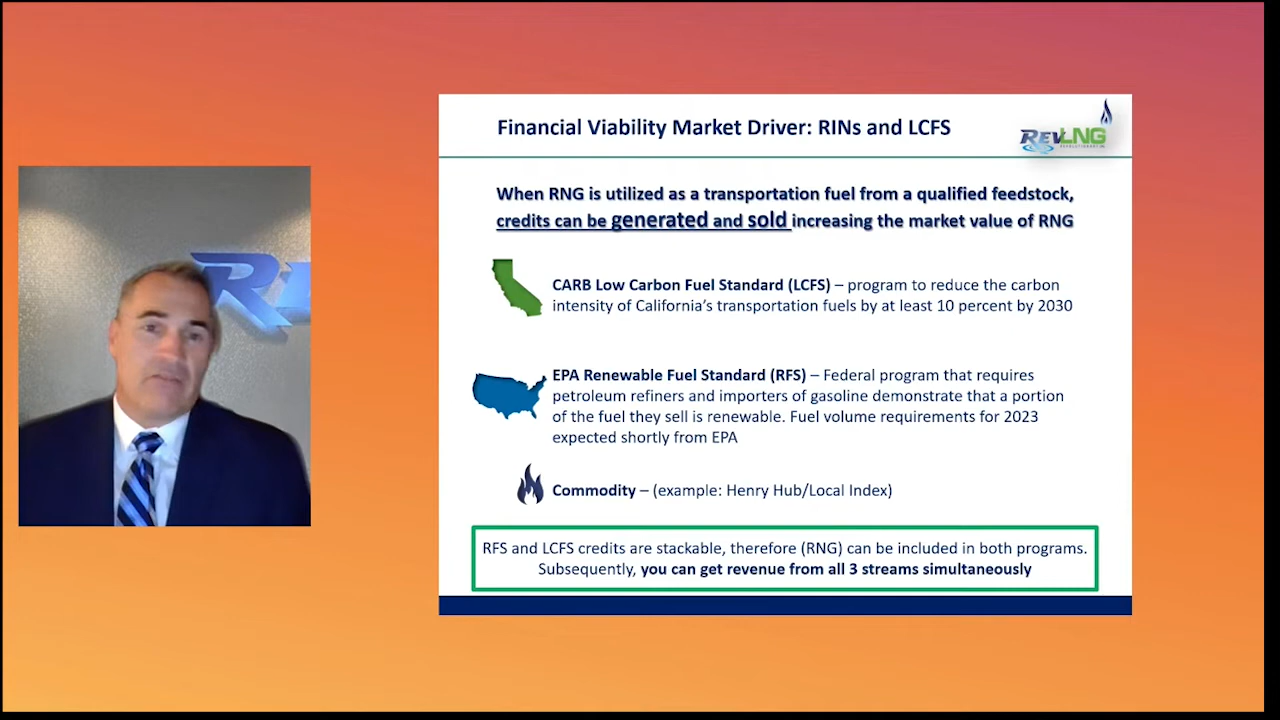 Financial Viability Market Driver: RINs and LCFS
REVLNG
When RNG is utilized as a transportation fuel from a qualified feedstock,
credits can be generated and sold increasing the market value of RNG
CARB Low Carbon Fuel Standard (LCFS) – program to reduce the carbon
intensity of California's transportation fuels by at least 10 percent by 2030
EPA Renewable Fuel Standard (RFS) – Federal program that requires
petroleum refiners and importers of gasoline demonstrate that a portion
of the fuel they sell is renewable. Fuel volume requirements for 2023
expected shortly from EPA
Commodity – (example: Henry Hub/Local Index)
RFS and LCFS credits are stackable, therefore (RNG) can be included in both programs.
Subsequently, you can get revenue from all 3 streams simultaneously